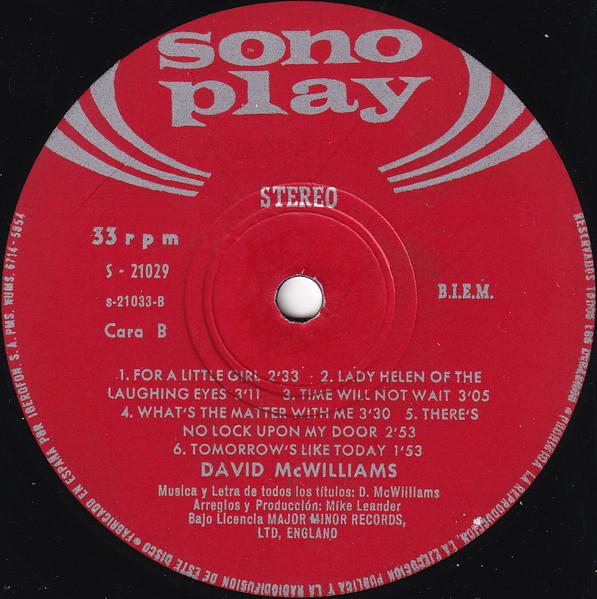 sono
play
STEREO
33 rpm
S - 21029
s-21033-B
Cara B
B.I.E.M.
1. FOR A LITTLE GIRL 2'33 - 2. LADY HELEN OF THE
LAUGHING EYES 3'11 3. TIME WILL NOT WAIT 3'05
4. WHAT'S THE MATTER WITH ME 3'30 5. THERE'S
NO LOCK UPON MY DOOR 2'53
6. TOMORROW'S LIKE TODAY 1'53
DAVID McWILLIAMS
Musica y Letra de todos los títulos: D. McWilliams
Arreglos y Producción: Mike Leander
Bajo Licencia MAJOR MINOR RECORDS,
LTD, ENGLAND
RESERVADOS TODOS LOS DERECHOS • PROHIBIDA LA REPRODUCCION, LA EJECUCION PUBLICA Y LA RADIODIFUSION DE ESTE DISCO • FABRICADO EN ESPAÑA POR IBEROFON, S. A. PMS. NUMS. 6714 - 5954